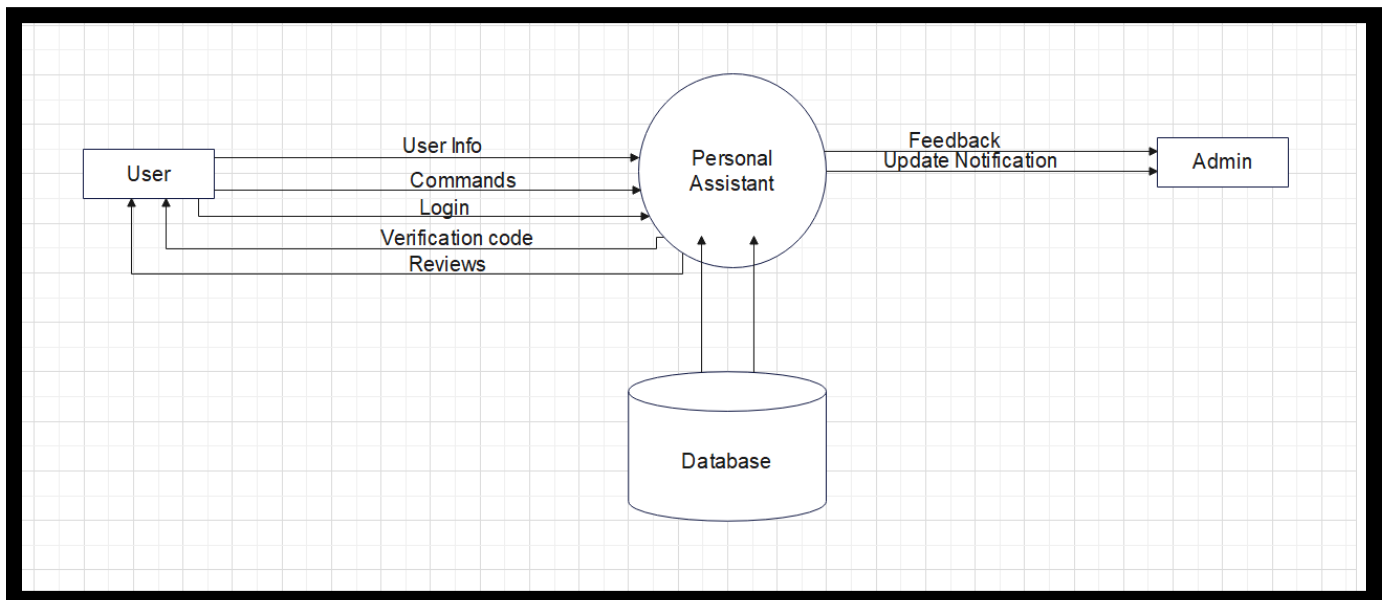 User
User Info
Commands
Login
Verification code
Reviews
Personal
Assistant
Feedback
Update Notification
Admin
Database